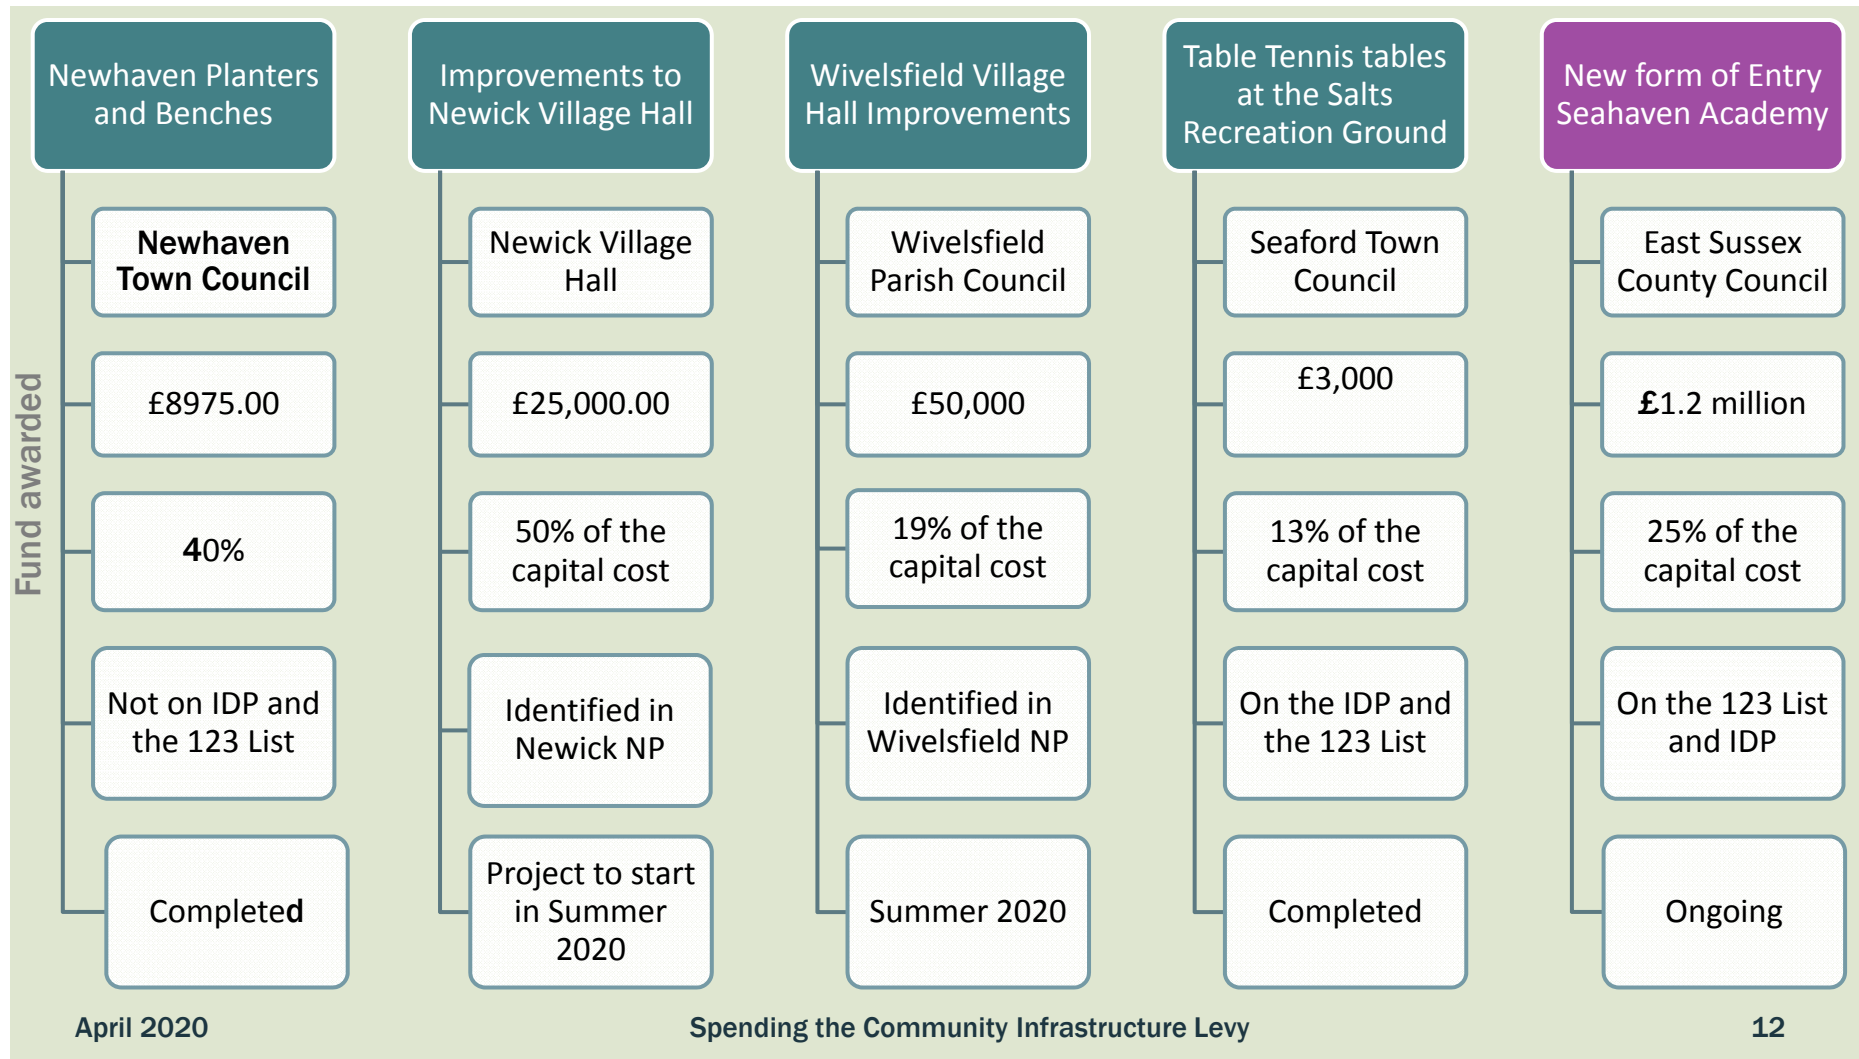 Fund awarded
Newhaven Planters
and Benches
Newhaven
Town Council
£8975.00
40%
Not on IDP and
the 123 List
Completed
Improvements to
Newick Village Hall
Newick Village
Hall
£25,000.00
50% of the
capital cost
Identified in
Newick NP
Project to start
in Summer
2020
Wivelsfield Village
Hall Improvements
Wivelsfield
Parish Council
£50,000
19% of the
capital cost
Identified in
Wivelsfield NP
Summer 2020
Table Tennis tables
at the Salts
Recreation Ground
Seaford Town
Council
£3,000
13% of the
capital cost
On the IDP and
the 123 List
Completed
New form of Entry
Seahaven Academy
East Sussex
County Council
£1.2 million
25% of the
capital cost
On the 123 List
and IDP
Ongoing
April 2020
Spending the Community Infrastructure Levy
12